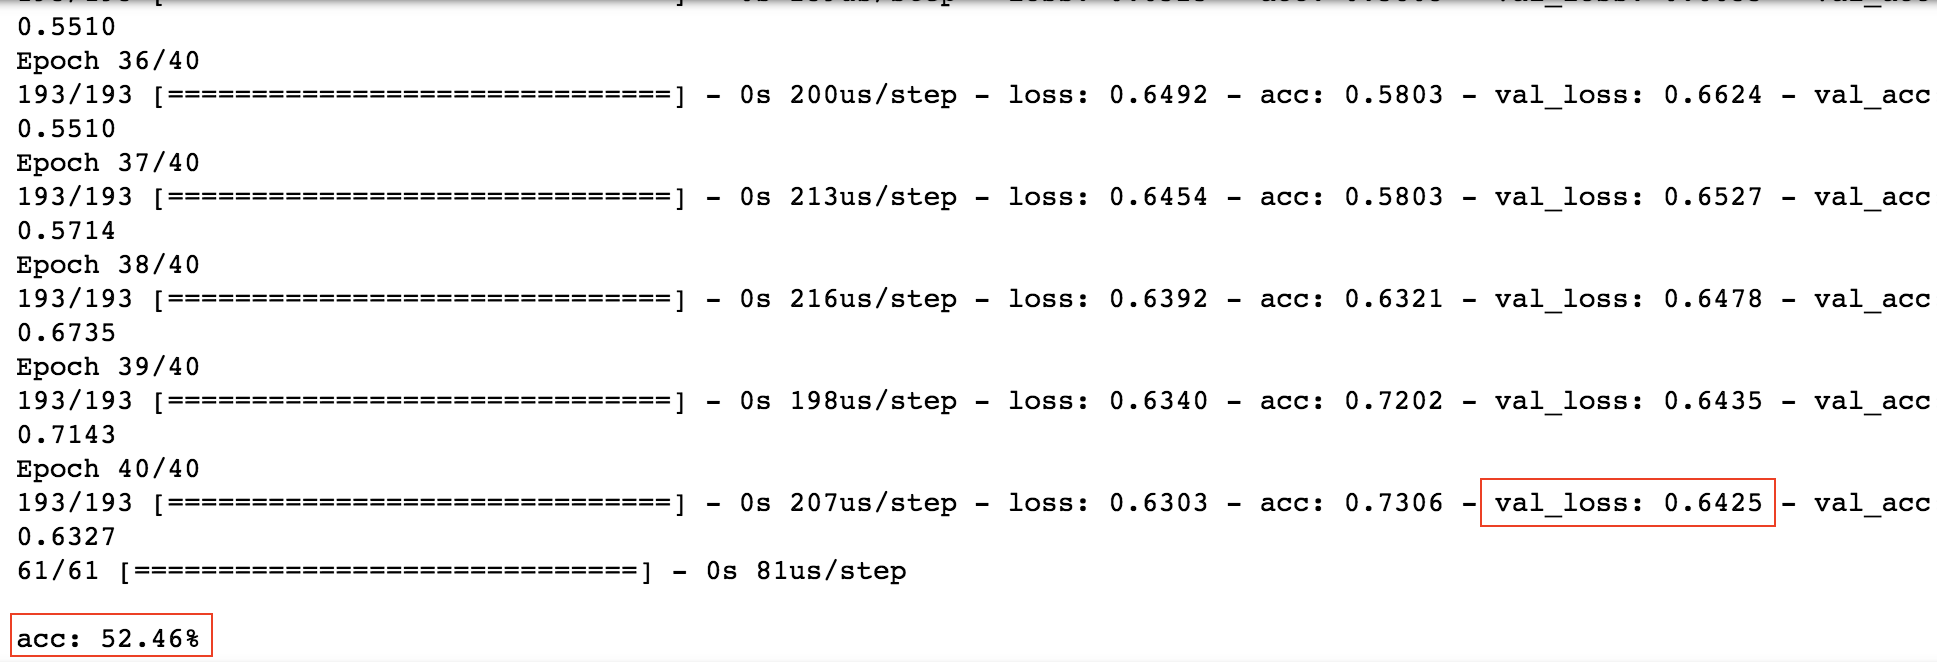 0.5510
Epoch 36/40
193/193 [==============================] - 0s 200us/step - loss: 0.6492 - acc: 0.5803 - val_loss: 0.6624 - val_acc
0.5510
Epoch 37/40
193/193 [==============================] - 0s 213us/step - loss: 0.6454 - acc: 0.5803 - val_loss: 0.6527 - val_acc
0.5714
Epoch 38/40
193/193 [==============================] - 0s 216us/step - loss: 0.6392 - acc: 0.6321 - val_loss: 0.6478 - val_acc
0.6735
Epoch 39/40
193/193 [==============================] - 0s 198us/step - loss: 0.6340 - acc: 0.7202 - val_loss: 0.6435 - val_acc
0.7143
Epoch 40/40
193/193 [==============================] - 0s 207us/step - loss: 0.6303 - acc: 0.7306 - val_loss: 0.6425 - val_acc
0.6327
61/61 [==============================] - 0s 81us/step
acc: 52.46%